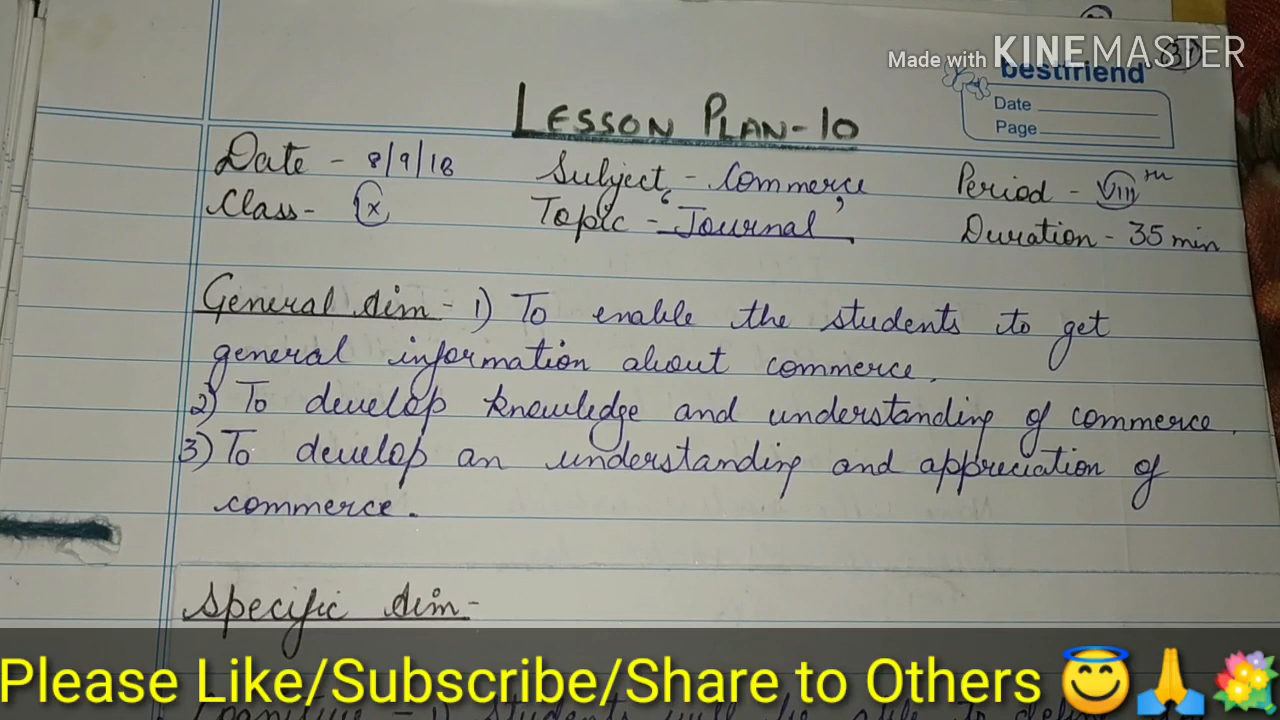 Made with KINEMASTER
bestfriend
Date
Page
LESSON PLAN-10
Date - 8/9/18 Subject - Commerce Period - VIII th
Class - X Topic - 'Journal' Duration - 35 min
General Aim - 1) To enable the students to get
general information about commerce.
2) To develop knowledge and understanding of commerce.
3) To develop an understanding and appreciation of
commerce.
Specific Aim -
Please Like/Subscribe/Share to Others 😇🙏💐